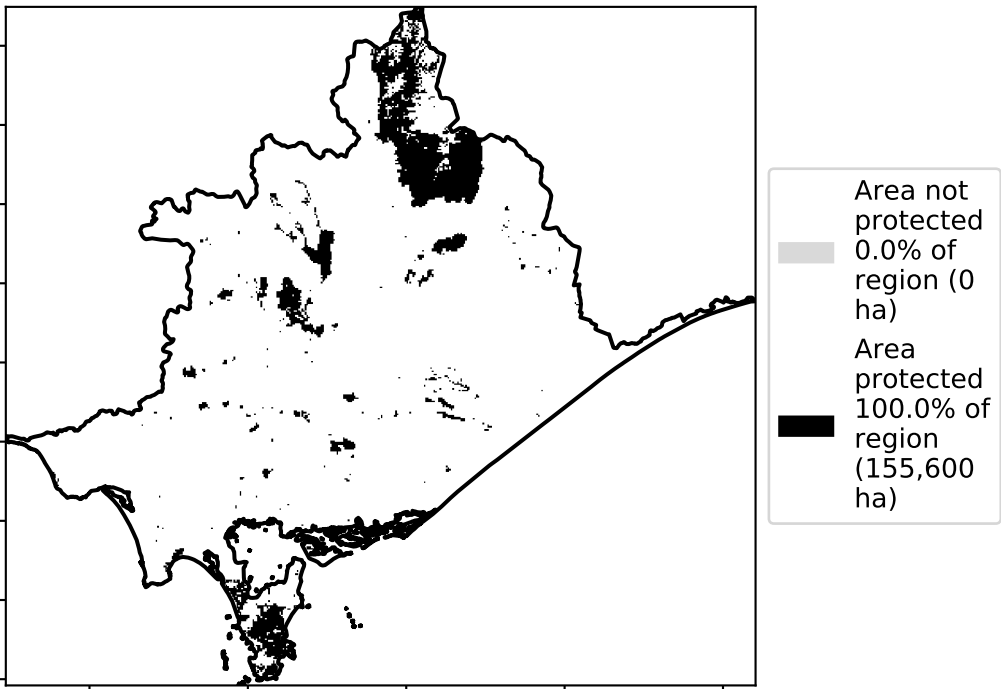 Area not
protected
0.0% of
region (0
ha)
Area
protected
100.0% of
region
(155,600
ha)